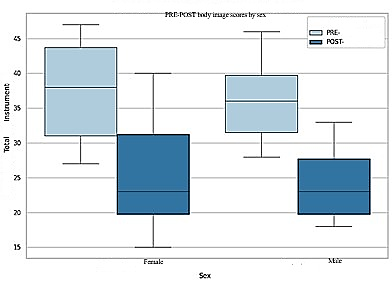 PRE-POST body image scores by sex
PRE-
POST-
45
40
35
30
25
20
15
Total Instrument
Female
Male
Sex